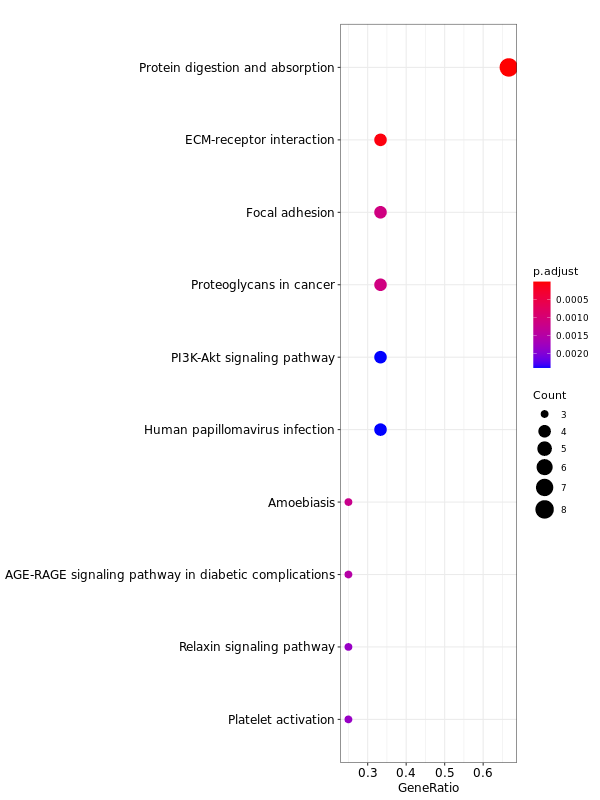 Protein digestion and absorption
ECM-receptor interaction
Focal adhesion
Proteoglycans in cancer
PI3K-Akt signaling pathway
Human papillomavirus infection
Amoebiasis
AGE-RAGE signaling pathway in diabetic complications
Relaxin signaling pathway
Platelet activation
0.3 0.4 0.5 0.6
GeneRatio
p.adjust
0.0005
0.0010
0.0015
0.0020
Count
3
4
5
6
7
8